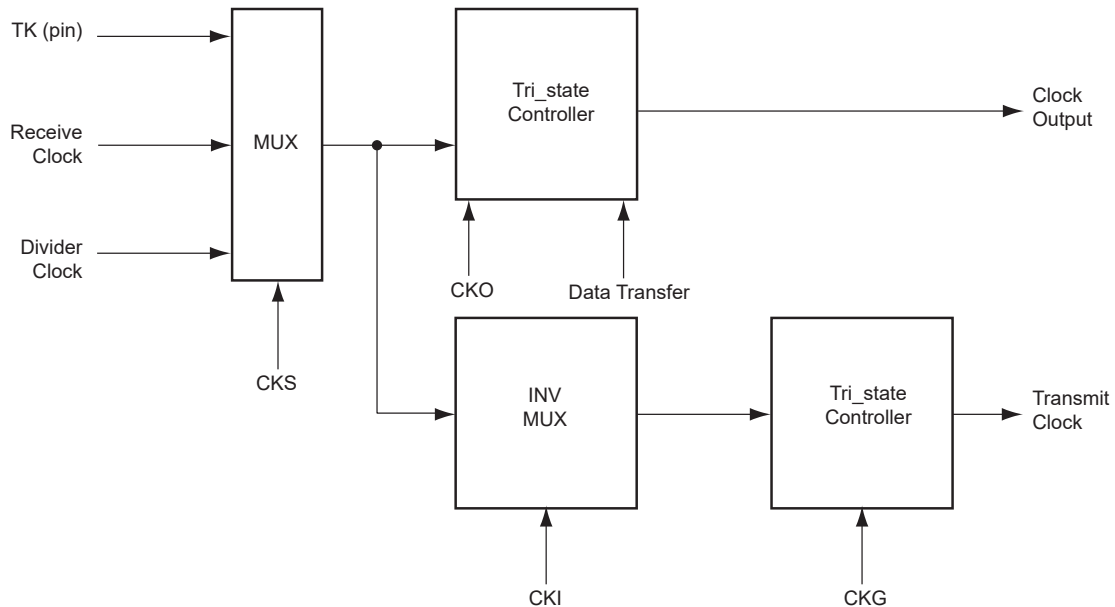 TK (pin)
Receive
Clock
Divider
Clock
MUX
CKS
Tri_state
Controller
CKO
Data Transfer
Clock
Output
INV
MUX
CKI
Tri_state
Controller
CKG
Transmit
Clock